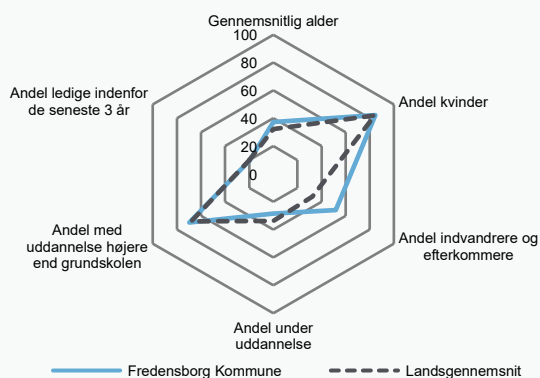 Gennemsnitlig alder
100
80
60
40
20
0
Andel ledige indenfor
de seneste 3 år
Andel kvinder
Andel med
uddannelse højere
end grundskolen
Andel indvandrere og
efterkommere
Andel under
uddannelse
Fredensborg Kommune
Landsgennemsnit